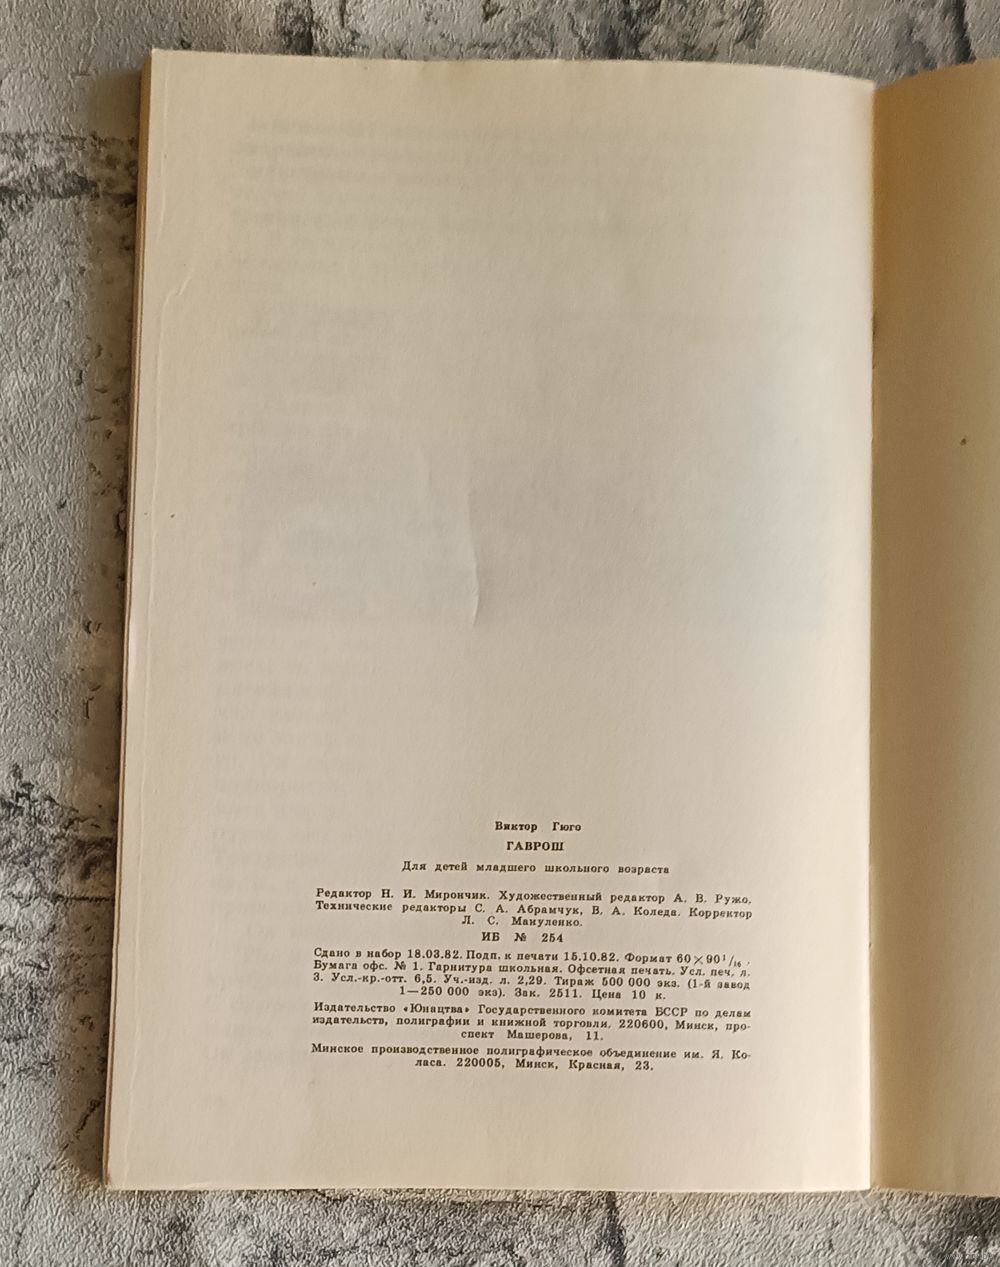 Виктор Гюго
ГАВРОШ
Для детей младшего школьного возраста
Редактор Н. И. Мирончик. Художественный редактор А. В. Ружо.
Технические редакторы С. А. Абрамчук, В. А. Коледа. Корректор
Л. С. Мануленко.
ИБ № 254
Сдано в набор 18.03.82. Подп. к печати 15.10.82. Формат 60×90 1/16.
Бумага офс. № 1. Гарнитура школьная. Офсетная печать. Усл. печ. л.
3. Усл.-кр.-отт. 6,5. Уч.-изд. л. 2,29. Тираж 500 000 экз. (1-й завод
1—250 000 экз). Зак. 2511. Цена 10 к.
Издательство «Юнацтва» Государственного комитета БССР по делам
издательств, полиграфии и книжной торговли. 220600, Минск, про-
спект Машерова, 11.
Минское производственное полиграфическое объединение им. Я. Ко-
ласа. 220005, Минск, Красная, 23.